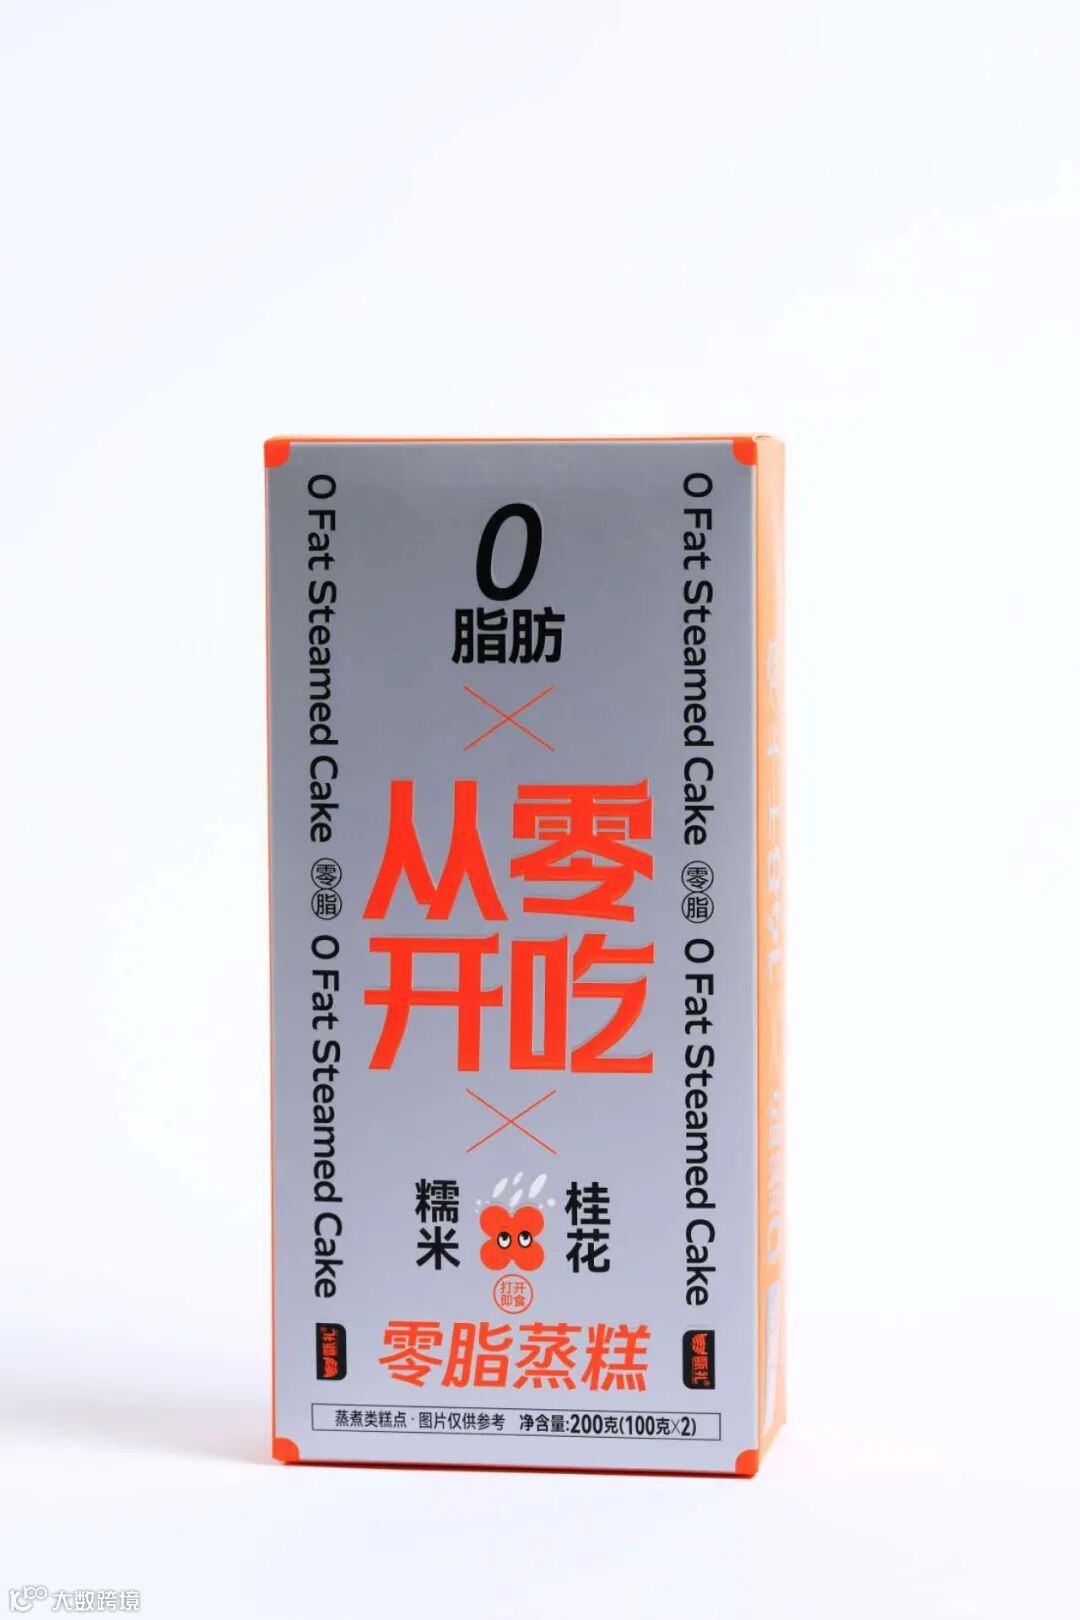 0
脂肪
从零
开吃
糯米
桂花
打开
即食
零脂蒸糕
蒸煮类糕点·图片仅供参考 净含量:200克(100克×2)
0 Fat Steamed Cake 零脂 0 Fat Steamed Cake
0 Fat Steamed Cake 零脂 0 Fat Steamed Cake
大数跨境